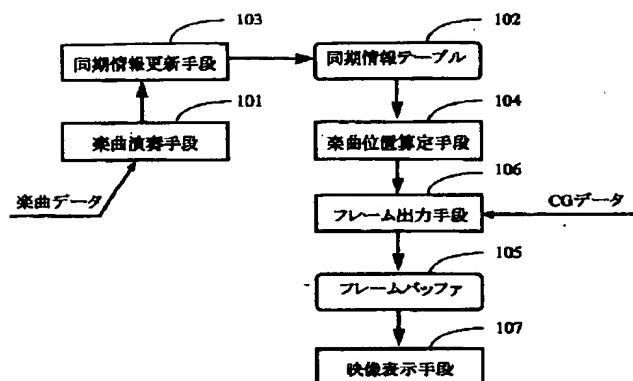 103
102
同期情報更新手段
同期情報テーブル
101
104
楽曲演奏手段
楽曲位置算定手段
106
楽曲データ
フレーム出力手段
CGデータ
105
フレームバッファ
107
映像表示手段